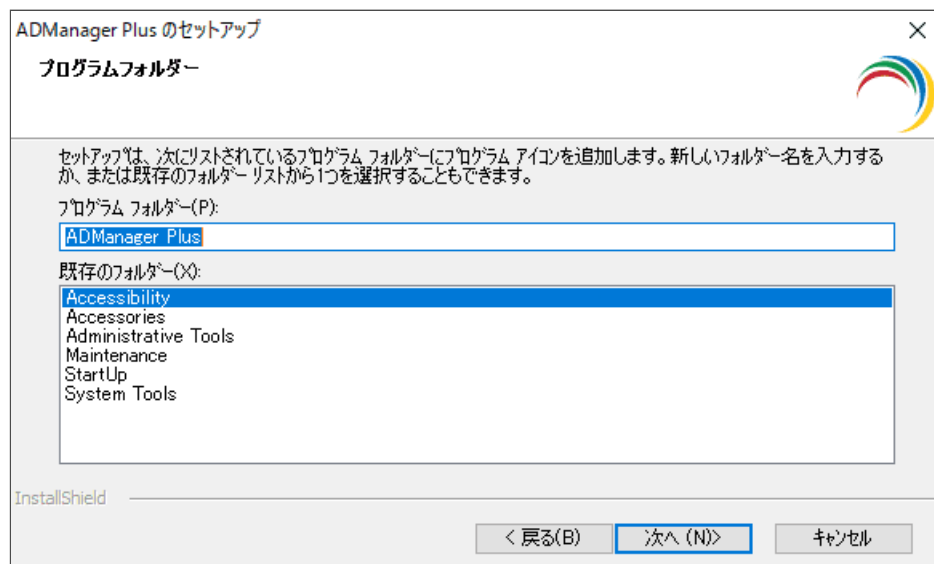 ADManager Plus のセットアップ
プログラムフォルダー
セットアップは、次にリストされているプログラム フォルダーにプログラム アイコンを追加します。新しいフォルダー名を入力する
か、または既存のフォルダー リストから1つを選択することもできます。
プログラム フォルダー(P):
ADManager Plus
既存のフォルダー(X):
Accessibility
Accessories
Administrative Tools
Maintenance
StartUp
System Tools
InstallShield
< 戻る(B)
次へ (N)>
キャンセル